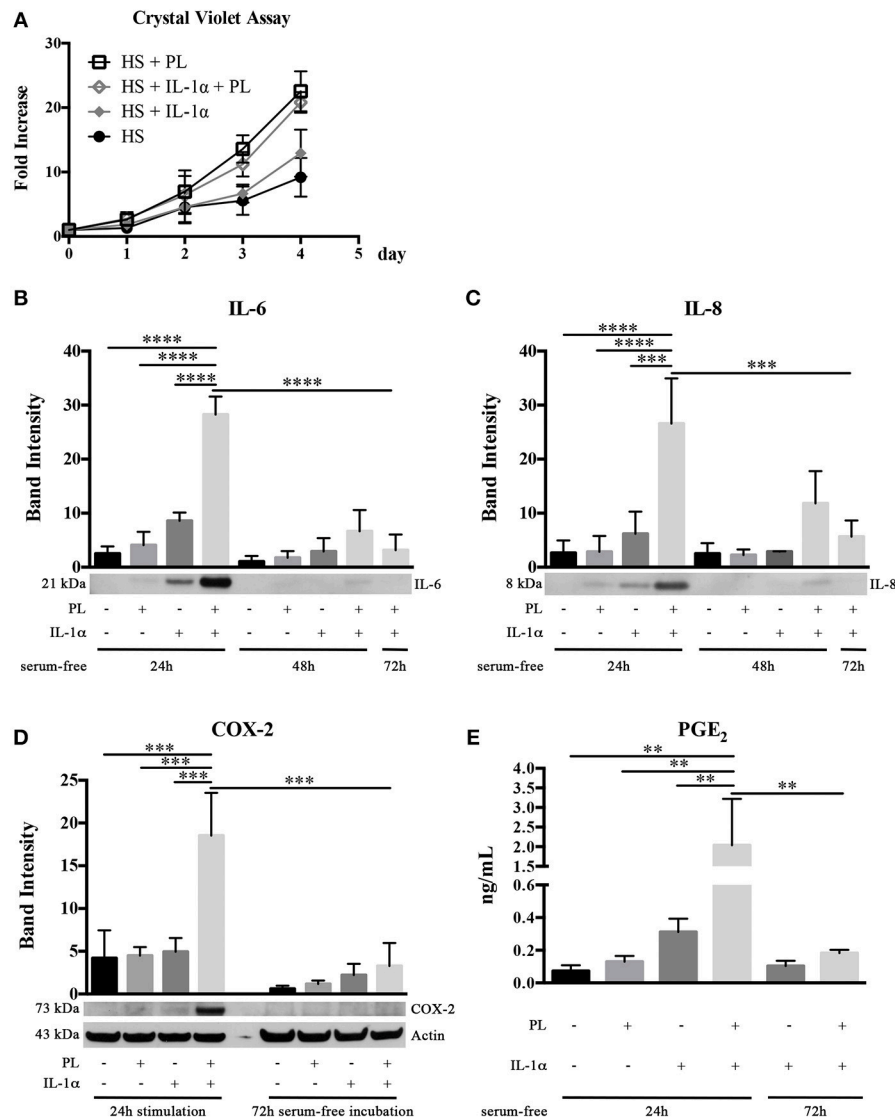 A
Crystal Violet Assay
Fold Increase
30
20
10
0
HS + PL
HS + IL-1α + PL
HS + IL-1α
HS
0 1 2 3 4 5 day
B
IL-6
**** **** **** ****
Band Intensity
40
30
20
10
0
21 kDa IL-6
PL - + - + - + - + +
IL-1α - - + + - - + + +
serum-free 24h 48h 72h
C
IL-8
**** **** *** ***
Band Intensity
40
30
20
10
0
8 kDa IL-8
PL - + - + - + - + +
IL-1α - - + + - - + + +
serum-free 24h 48h 72h
D
COX-2
*** *** *** ***
Band Intensity
25
20
15
10
5
0
73 kDa COX-2
43 kDa Actin
PL - + - + - + - +
IL-1α - - + + - - + +
24h stimulation 72h serum-free incubation
E
PGE₂
** ** ** **
ng/mL
4.0
3.5
3.0
2.5
2.0
1.5
0.6
0.4
0.2
0.0
PL - + - + - +
IL-1α - - + + + +
serum-free 24h 72h